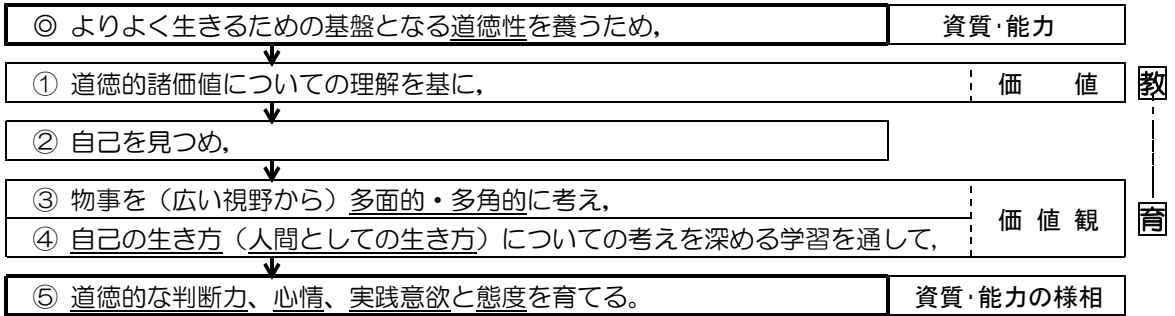 ◎ よりよく生きるための基盤となる道徳性を養うため， 資質･能力
① 道徳的諸価値についての理解を基に， 価　値
② 自己を見つめ，
③ 物事を（広い視野から）多面的・多角的に考え，
④ 自己の生き方（人間としての生き方）についての考えを深める学習を通して，
価値観
⑤ 道徳的な判断力、心情、実践意欲と態度を育てる。 資質･能力の様相
教
育